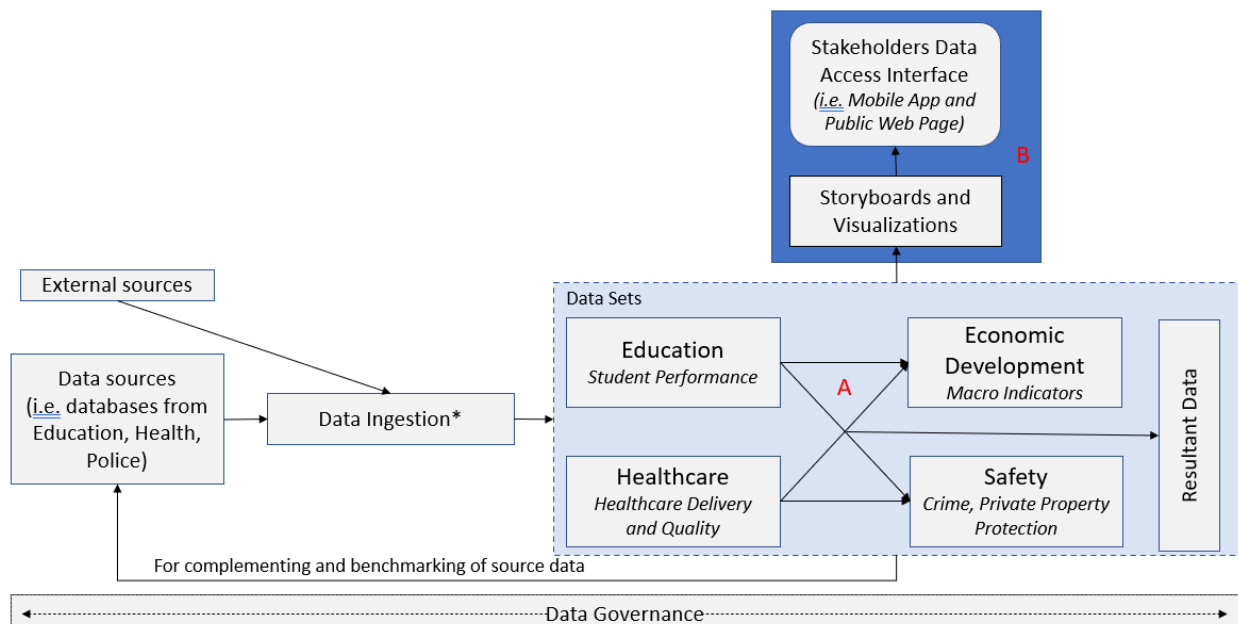 Stakeholders Data
Access Interface
(i.e. Mobile App and
Public Web Page)
B
Storyboards and
Visualizations
External sources
Data sources
(i.e. databases from
Education, Health,
Police)
Data Ingestion*
Data Sets
Education
Student Performance
A
Economic
Development
Macro Indicators
Healthcare
Healthcare Delivery
and Quality
Safety
Crime, Private Property
Protection
Resultant Data
For complementing and benchmarking of source data
Data Governance